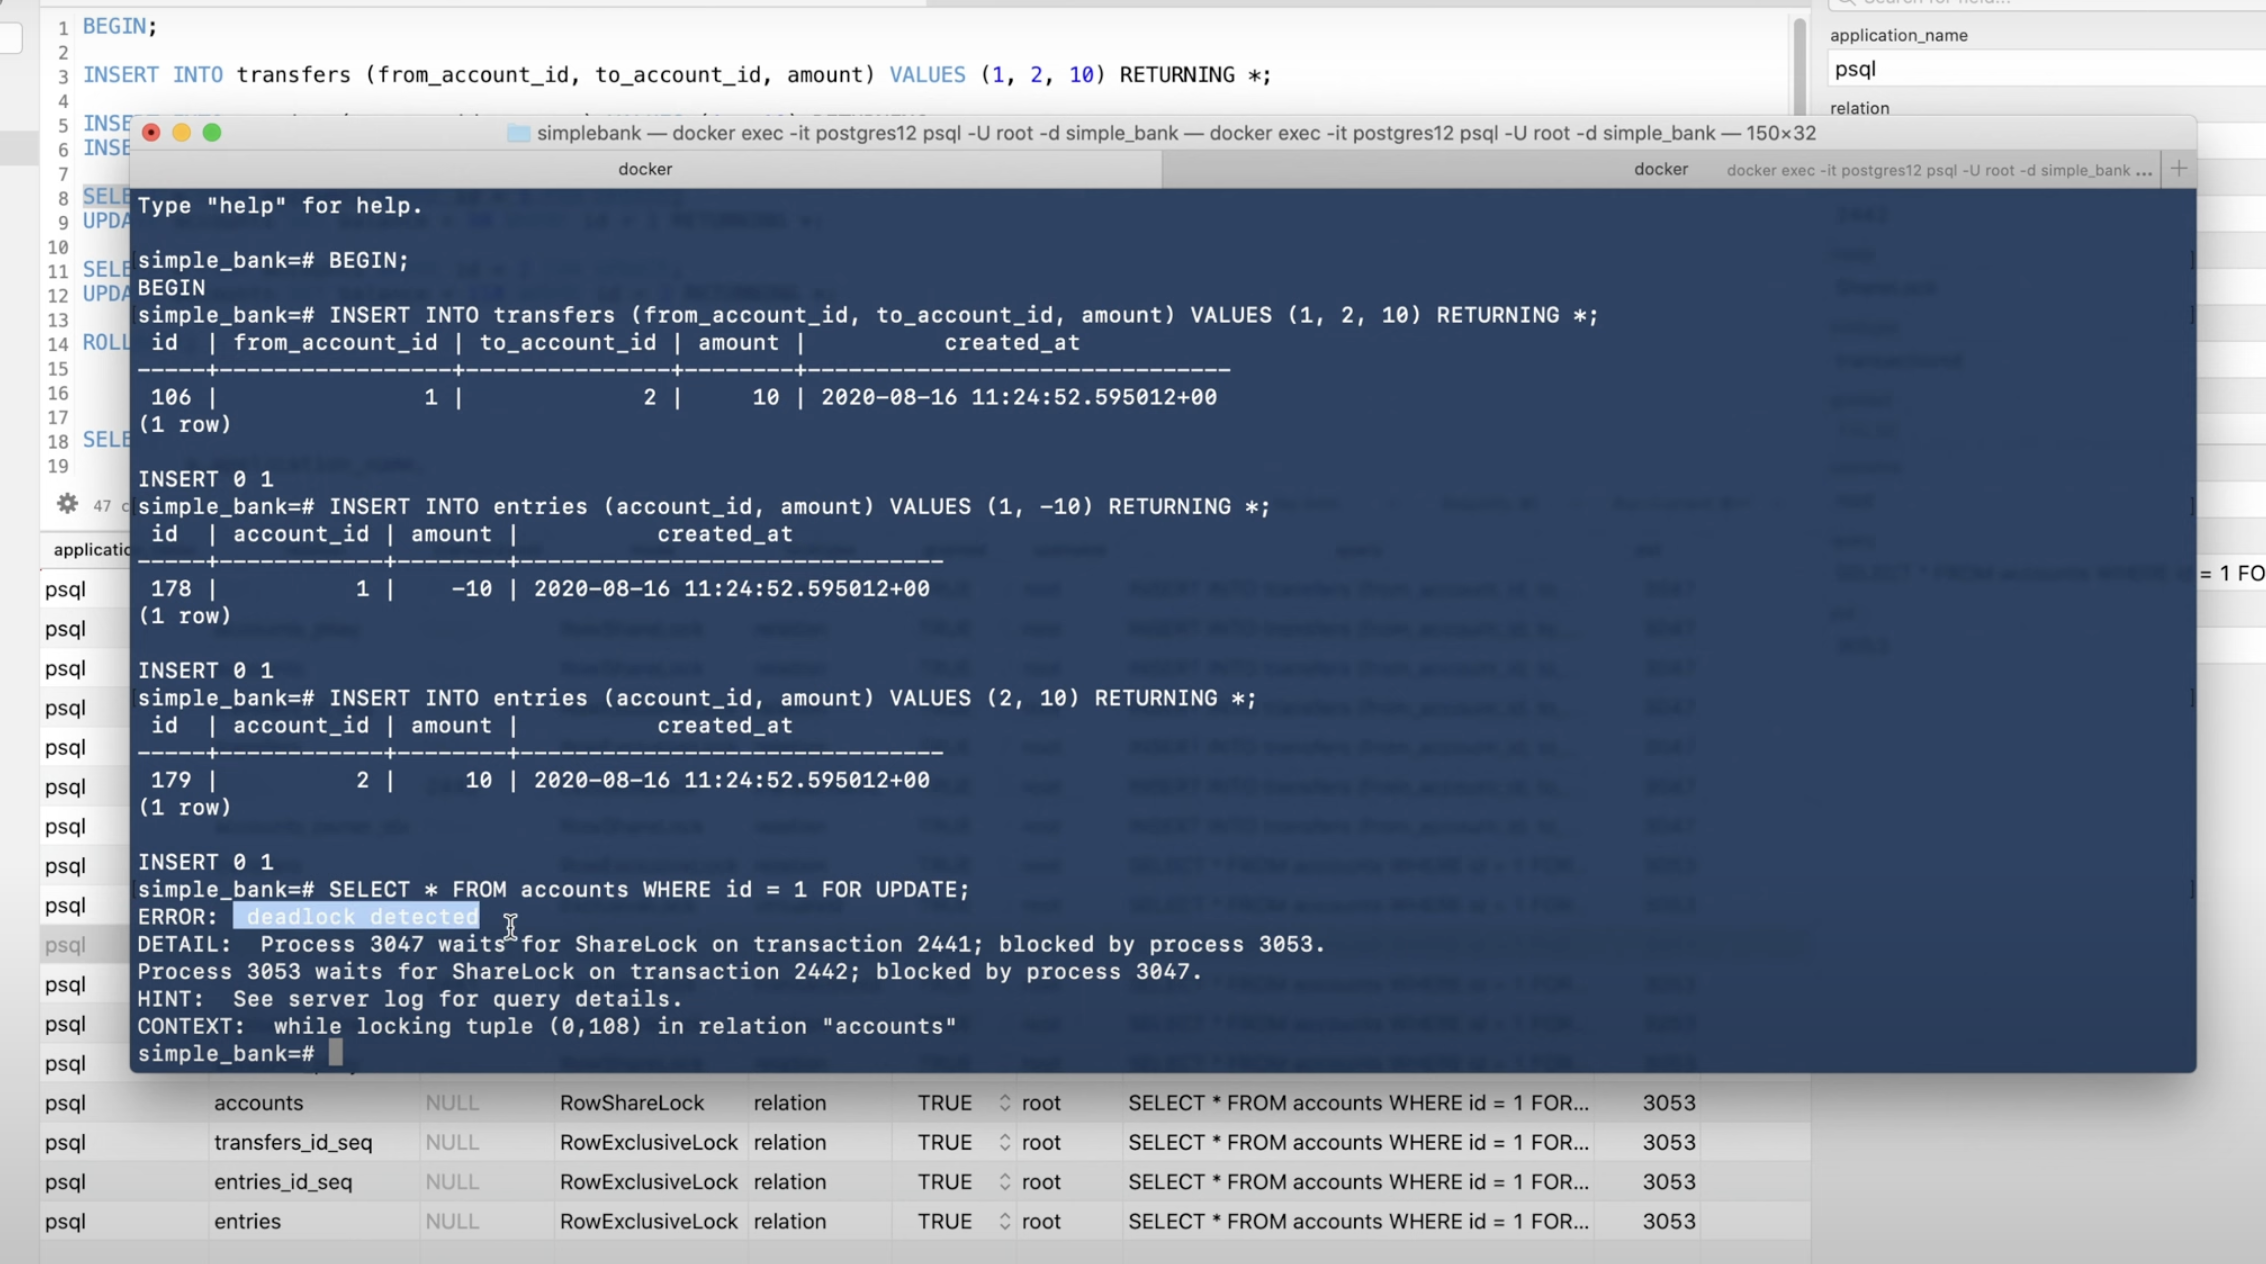 1 BEGIN;
2
3 INSERT INTO transfers (from_account_id, to_account_id, amount) VALUES (1, 2, 10) RETURNING *;
4
5 INSE
6 INSE
7
8 SELE
9 UPDA
10
11 SELE
12 UPDA
13
14 ROLL
15
16
17
18 SELE
19
47 c
application_name
psql
relation
simplebank — docker exec -it postgres12 psql -U root -d simple_bank — docker exec -it postgres12 psql -U root -d simple_bank — 150×32
docker
docker docker exec -it postgres12 psql -U root -d simple_bank ... +
Type "help" for help.
simple_bank=# BEGIN;
BEGIN
simple_bank=# INSERT INTO transfers (from_account_id, to_account_id, amount) VALUES (1, 2, 10) RETURNING *;
id | from_account_id | to_account_id | amount | created_at
-----+-----------------+---------------+--------+-------------------------------
106 | 1 | 2 | 10 | 2020-08-16 11:24:52.595012+00
(1 row)
INSERT 0 1
simple_bank=# INSERT INTO entries (account_id, amount) VALUES (1, -10) RETURNING *;
id | account_id | amount | created_at
-----+------------+--------+-------------------------------
178 | 1 | -10 | 2020-08-16 11:24:52.595012+00
(1 row)
INSERT 0 1
simple_bank=# INSERT INTO entries (account_id, amount) VALUES (2, 10) RETURNING *;
id | account_id | amount | created_at
-----+------------+--------+-------------------------------
179 | 2 | 10 | 2020-08-16 11:24:52.595012+00
(1 row)
INSERT 0 1
simple_bank=# SELECT * FROM accounts WHERE id = 1 FOR UPDATE;
ERROR: deadlock detected
DETAIL: Process 3047 waits for ShareLock on transaction 2441; blocked by process 3053.
Process 3053 waits for ShareLock on transaction 2442; blocked by process 3047.
HINT: See server log for query details.
CONTEXT: while locking tuple (0,108) in relation "accounts"
simple_bank=#
= 1 FO
applicatio
psql
psql
psql
psql
psql
psql
psql
psql
psql
psql
psql
psql
psql
psql accounts NULL RowShareLock relation TRUE root SELECT * FROM accounts WHERE id = 1 FOR... 3053
psql transfers_id_seq NULL RowExclusiveLock relation TRUE root SELECT * FROM accounts WHERE id = 1 FOR... 3053
psql entries_id_seq NULL RowExclusiveLock relation TRUE root SELECT * FROM accounts WHERE id = 1 FOR... 3053
psql entries NULL RowExclusiveLock relation TRUE root SELECT * FROM accounts WHERE id = 1 FOR... 3053